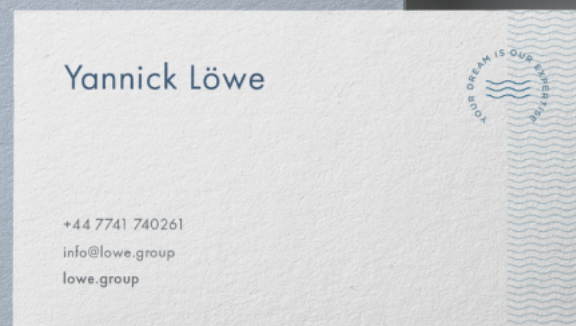 Yannick Löwe
YOUR DREAM IS OUR EXPERTISE
+44 7741 740261
info@lowe.group
lowe.group